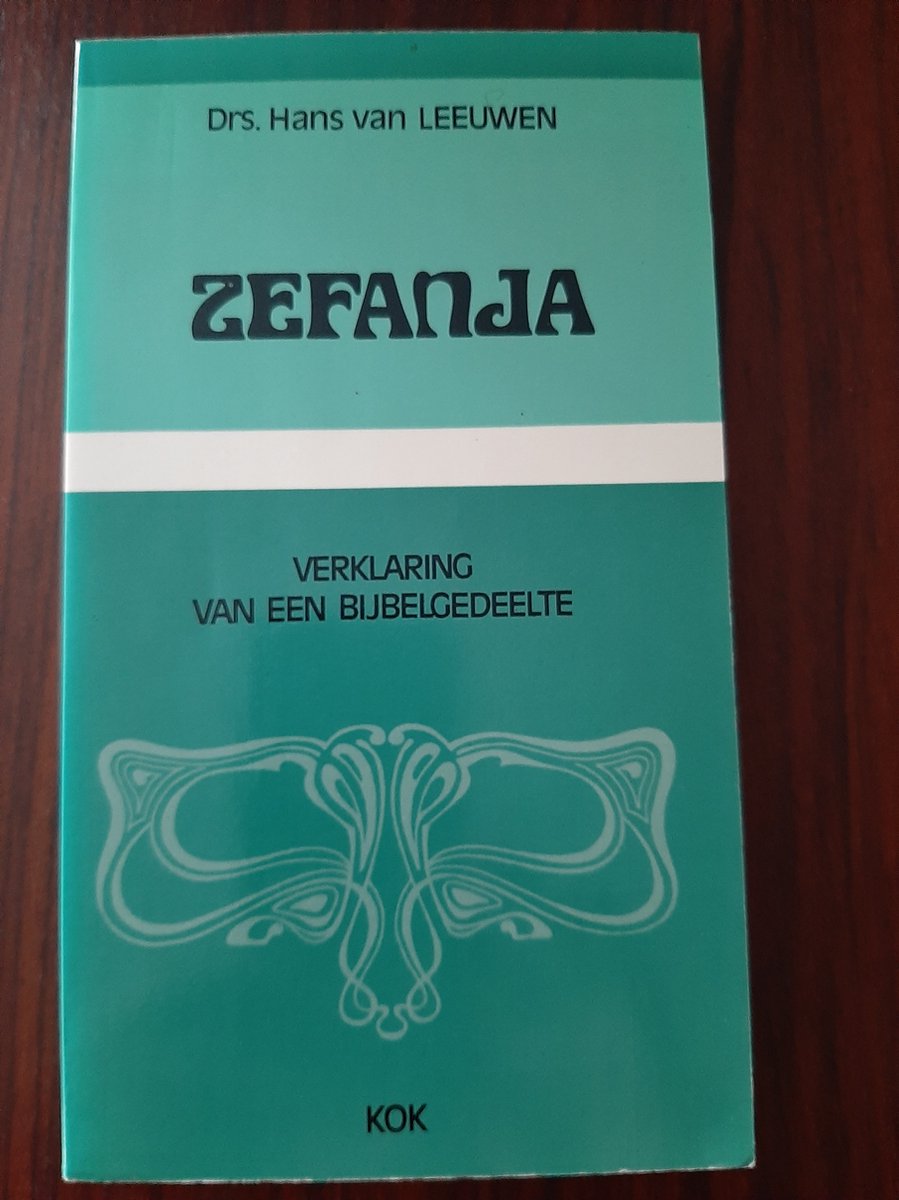 Drs. Hans van LEEUWEN
ZEFANJA
VERKLARING
VAN EEN BIJBELGEDEELTE
KOK